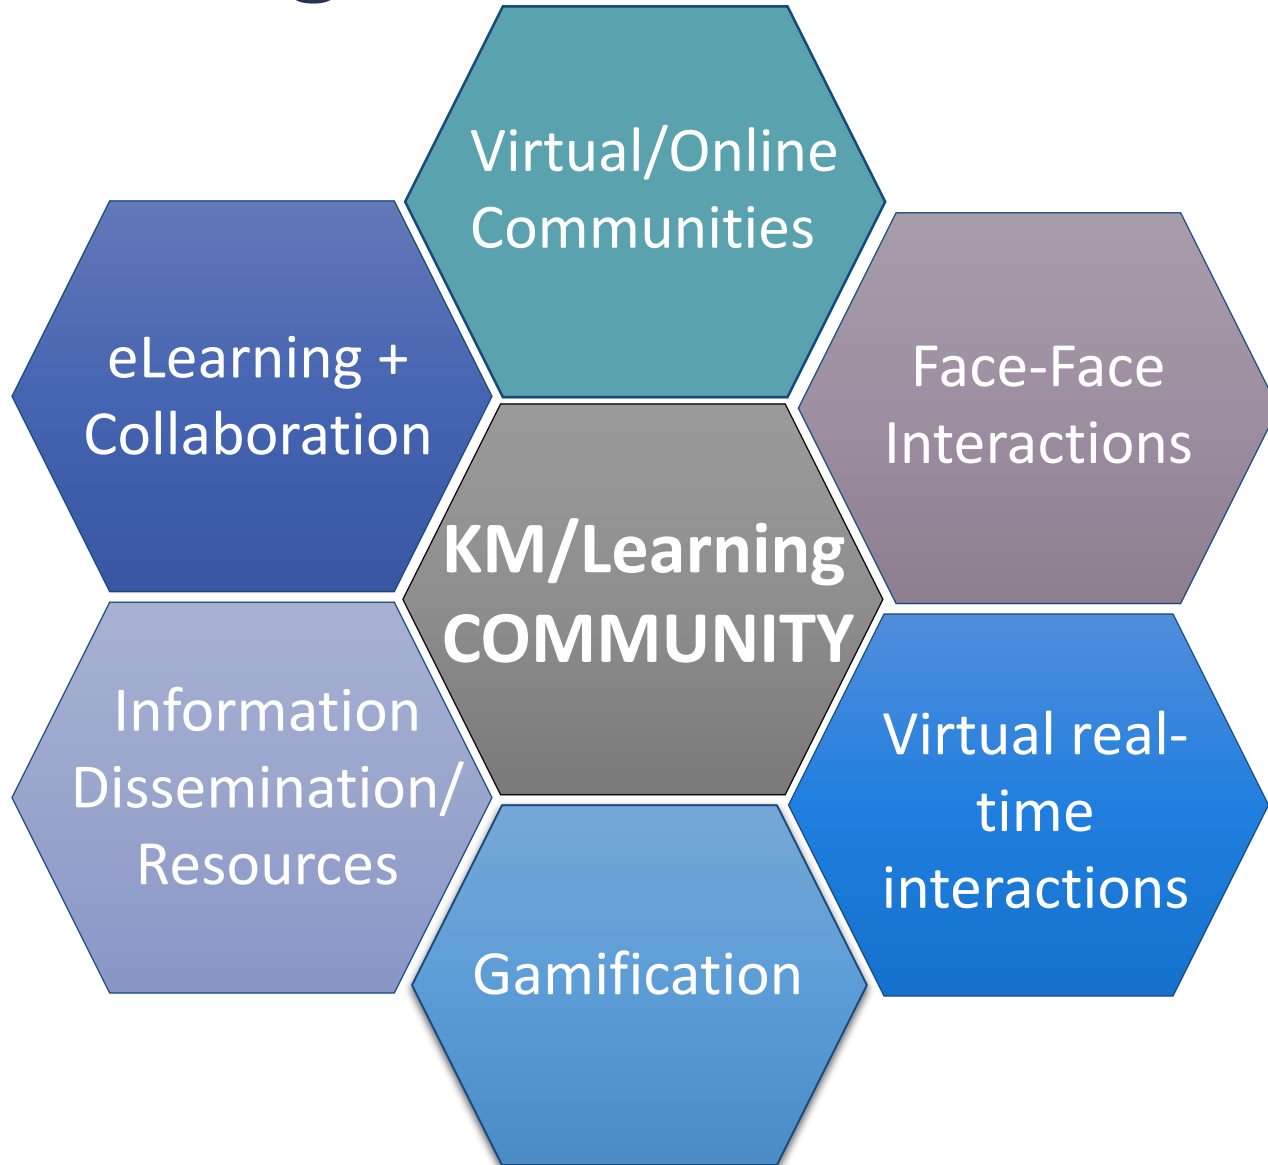 Virtual/Online
Communities
eLearning +
Collaboration
Face-Face
Interactions
KM/Learning
COMMUNITY
Information
Dissemination/
Resources
Virtual real-
time
interactions
Gamification